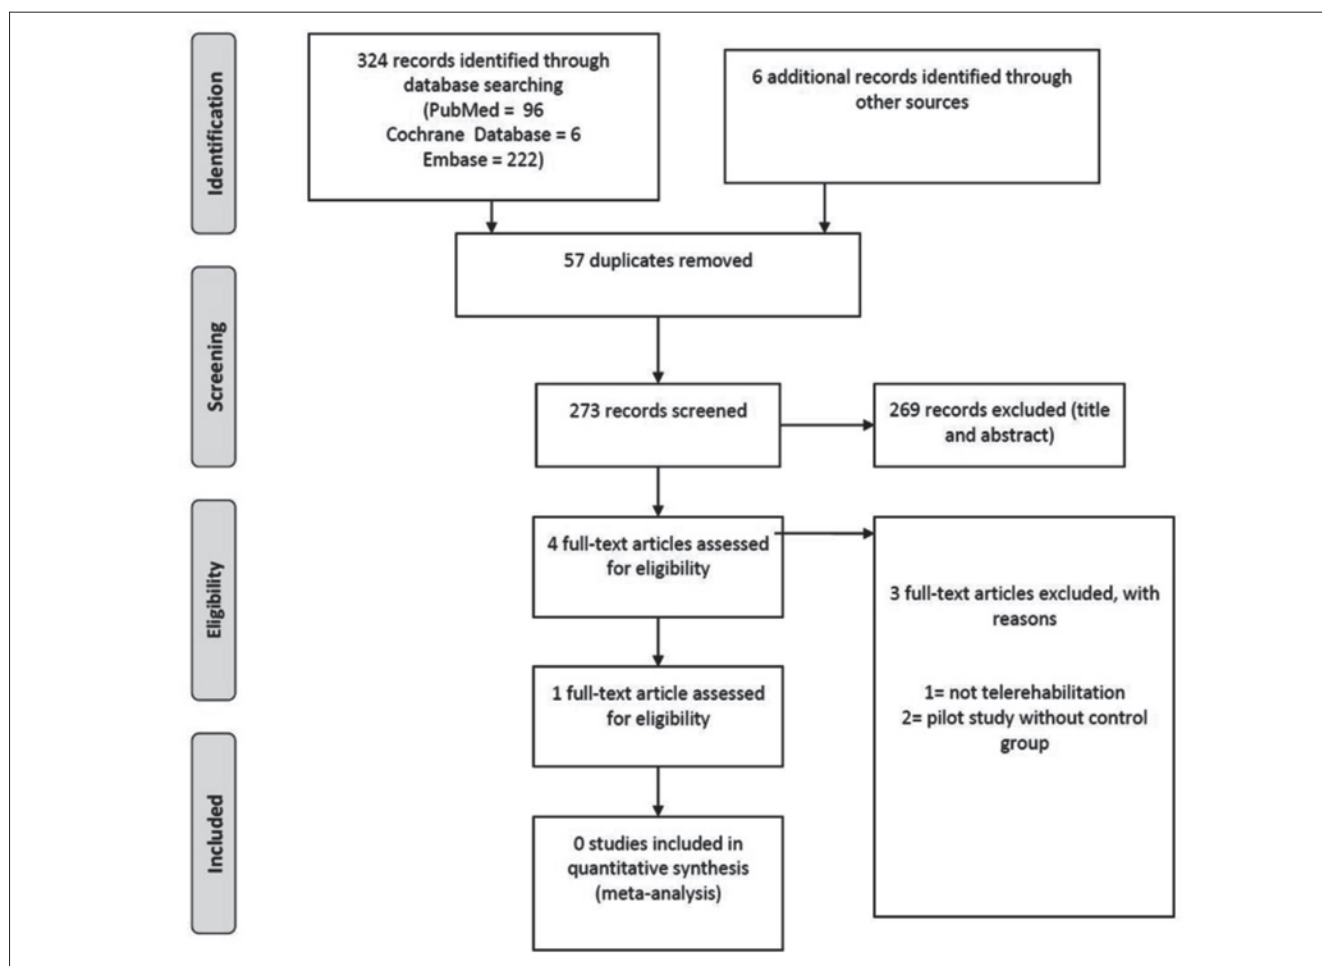 Identification
324 records identified through
database searching
(PubMed = 96
Cochrane Database = 6
Embase = 222)
6 additional records identified through
other sources
57 duplicates removed
Screening
273 records screened
269 records excluded (title
and abstract)
Eligibility
4 full-text articles assessed
for eligibility
3 full-text articles excluded, with
reasons
1= not telerehabilitation
2= pilot study without control
group
1 full-text article assessed
for eligibility
Included
0 studies included in
quantitative synthesis
(meta-analysis)